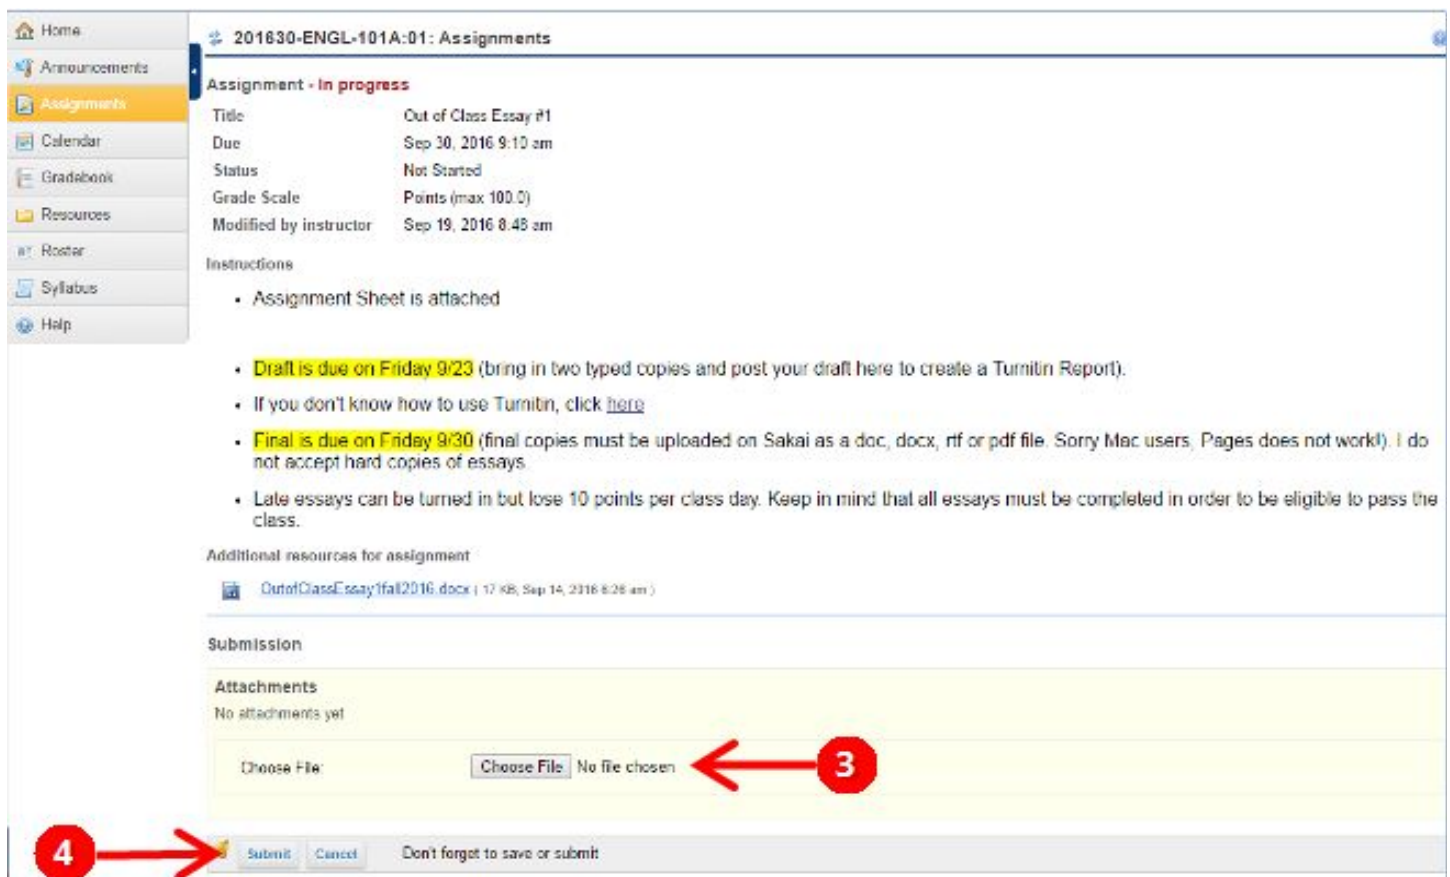 Home
201630-ENGL-101A:01: Assignments
Announcements
Assignments
Calendar
Gradebook
Resources
Roster
Syllabus
Help
Assignment - In progress
Title Out of Class Essay #1
Due Sep 30, 2016 9:10 am
Status Not Started
Grade Scale Points (max 100.0)
Modified by instructor Sep 19, 2016 8:48 am
Instructions
• Assignment Sheet is attached
• Draft is due on Friday 9/23 (bring in two typed copies and post your draft here to create a Turnitin Report).
• If you don't know how to use Turnitin, click here
• Final is due on Friday 9/30 (final copies must be uploaded on Sakai as a doc, docx, rtf or pdf file. Sorry Mac users, Pages does not work!). I do
not accept hard copies of essays.
• Late essays can be turned in but lose 10 points per class day. Keep in mind that all essays must be completed in order to be eligible to pass the
class.
Additional resources for assignment
OutofClassEssay1fall2016.docx ( 17 KB; Sep 14, 2016 8:26 am )
Submission
Attachments
No attachments yet
Choose File: Choose File No file chosen
3
4
Submit Cancel Don't forget to save or submit